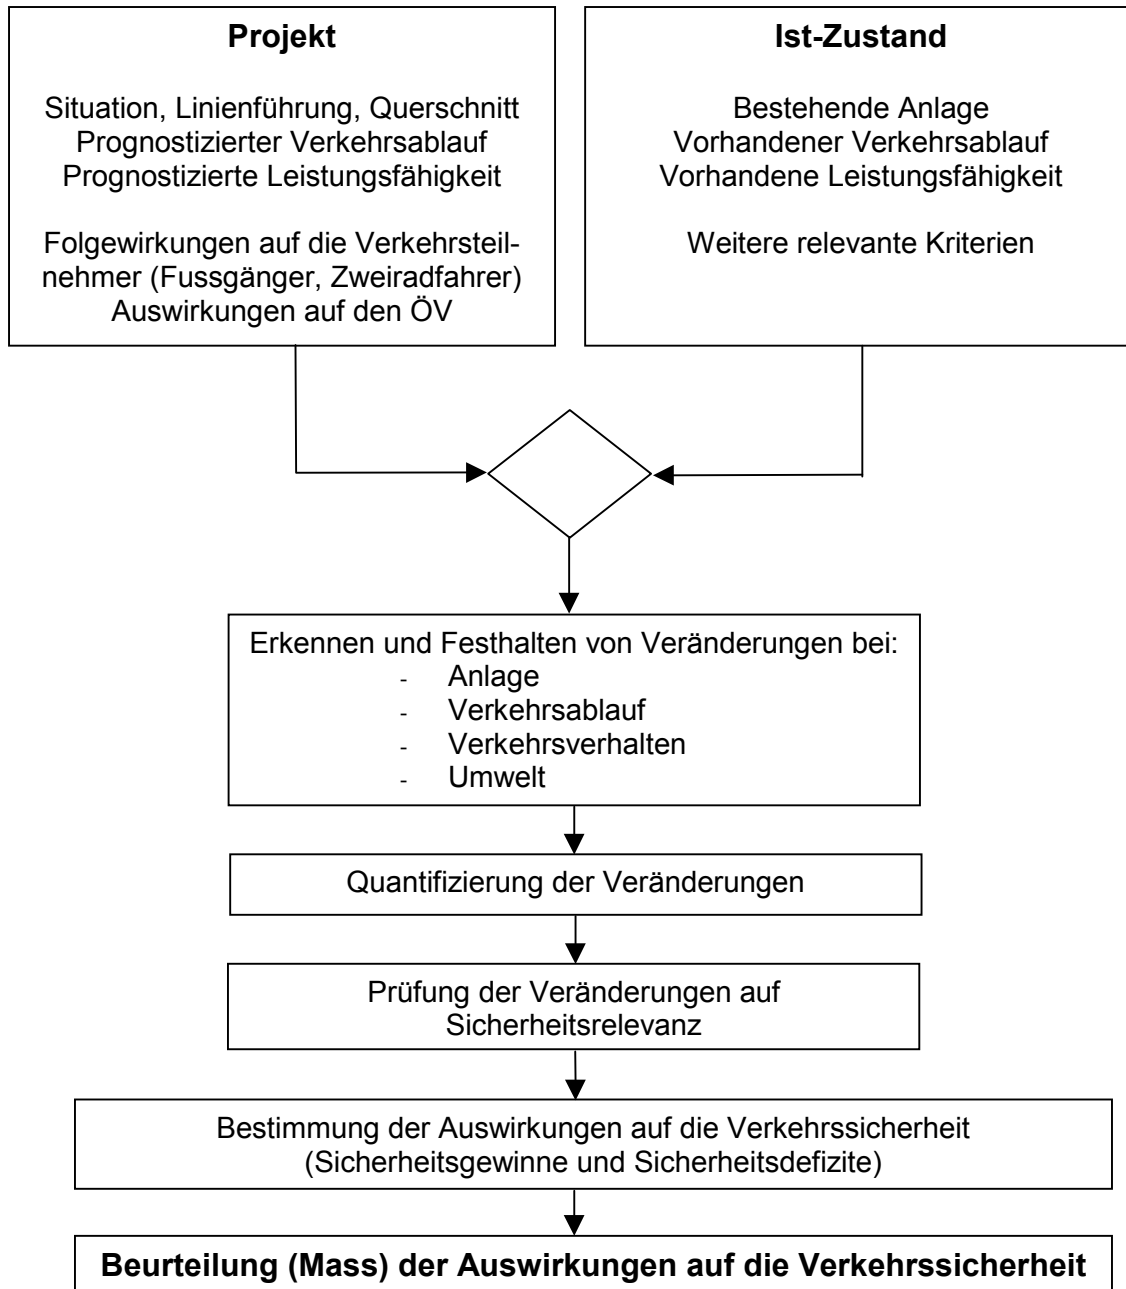 Projekt
Situation, Linienführung, Querschnitt
Prognostizierter Verkehrsablauf
Prognostizierte Leistungsfähigkeit
Folgewirkungen auf die Verkehrsteil-
nehmer (Fussgänger, Zweiradfahrer)
Auswirkungen auf den ÖV
Ist-Zustand
Bestehende Anlage
Vorhandener Verkehrsablauf
Vorhandene Leistungsfähigkeit
Weitere relevante Kriterien
Erkennen und Festhalten von Veränderungen bei:
- Anlage
- Verkehrsablauf
- Verkehrsverhalten
- Umwelt
Quantifizierung der Veränderungen
Prüfung der Veränderungen auf
Sicherheitsrelevanz
Bestimmung der Auswirkungen auf die Verkehrssicherheit
(Sicherheitsgewinne und Sicherheitsdefizite)
Beurteilung (Mass) der Auswirkungen auf die Verkehrssicherheit